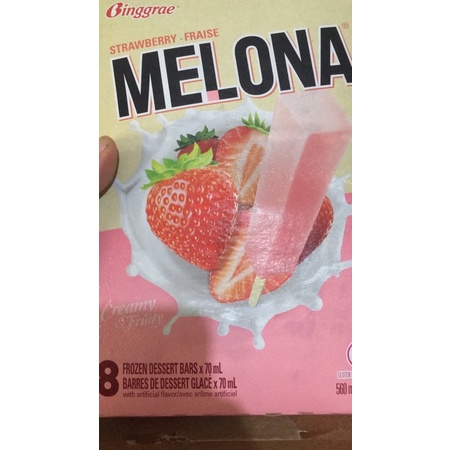 Binggrae
STRAWBERRY · FRAISE
MELONA®
Creamy
& Fruity
8 FROZEN DESSERT BARS x 70 mL
BARRES DE DESSERT GLACÉ x 70 mL
with artificial flavor/avec arôme artificiel
GLUTEN
560 m